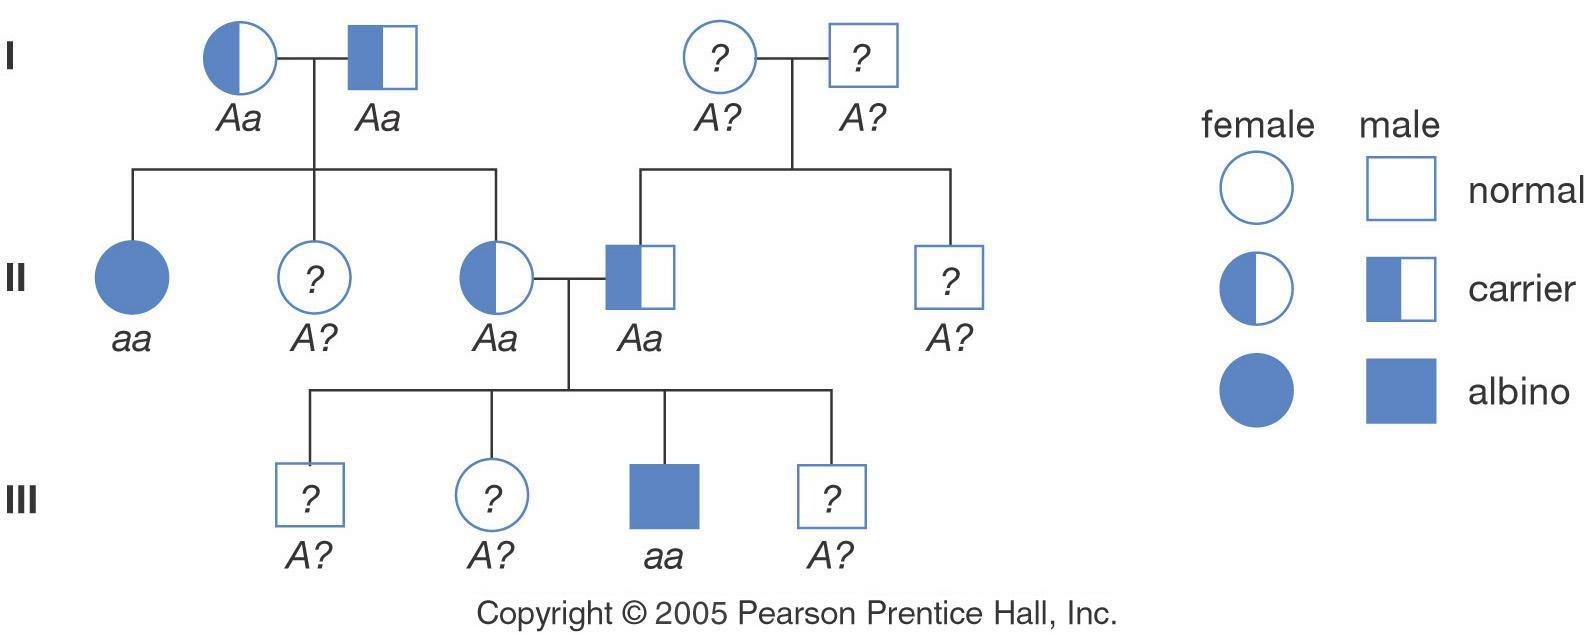 I
? ?
Aa Aa A? A?
female male
normal
II
? ?
aa A? Aa Aa A?
carrier
albino
III
? ? ?
A? A? aa A?
Copyright © 2005 Pearson Prentice Hall, Inc.